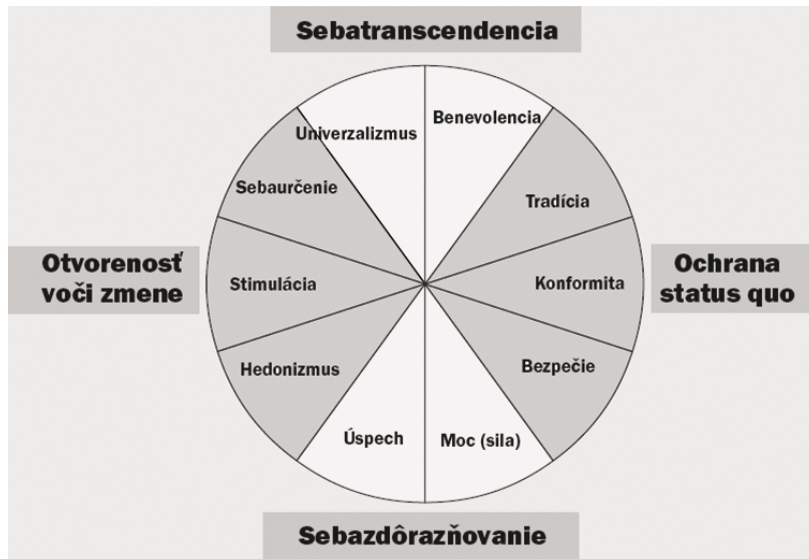 Sebatranscendencia
Univerzalizmus
Benevolencia
Sebaurčenie
Tradícia
Otvorenosť
voči zmene
Stimulácia
Konformita
Ochrana
status quo
Hedonizmus
Bezpečie
Úspech
Moc (sila)
Sebazdôrazňovanie